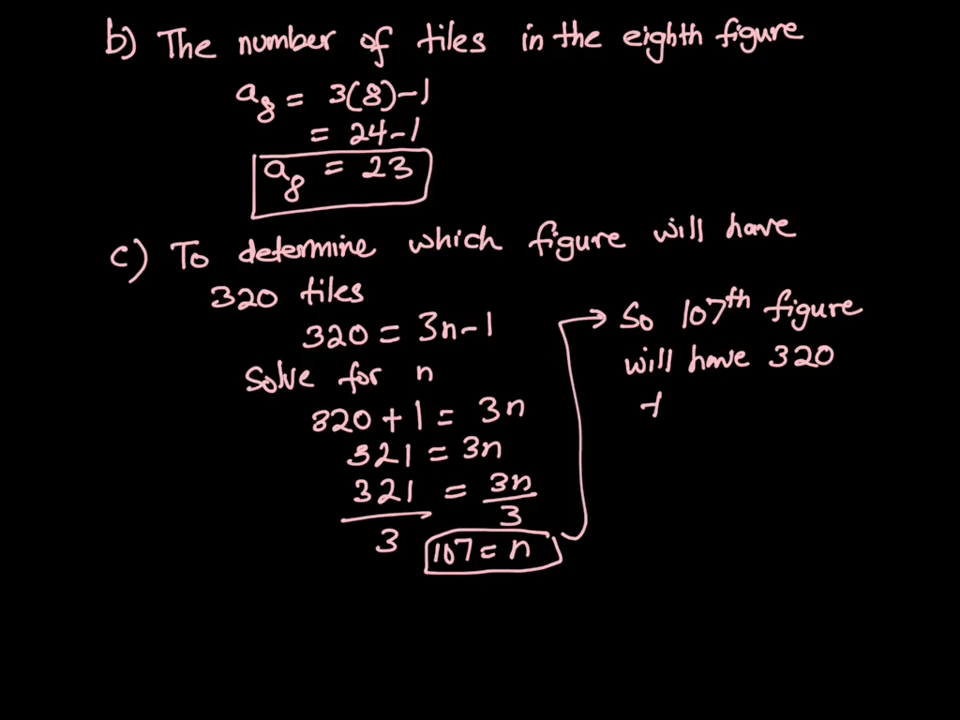 b) The number of tiles in the eighth figure
a₈ = 3(8)-1
= 24-1
a₈ = 23
c) To determine which figure will have
320 tiles
320 = 3n-1
Solve for n
320 + 1 = 3n
321 = 3n
321/3 = 3n/3
107 = n
So 107th figure
will have 320
t